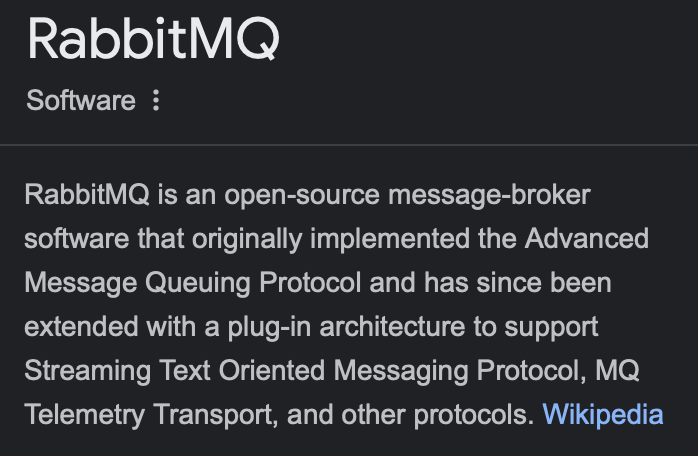 RabbitMQ
Software
RabbitMQ is an open-source message-broker
software that originally implemented the Advanced
Message Queuing Protocol and has since been
extended with a plug-in architecture to support
Streaming Text Oriented Messaging Protocol, MQ
Telemetry Transport, and other protocols. Wikipedia